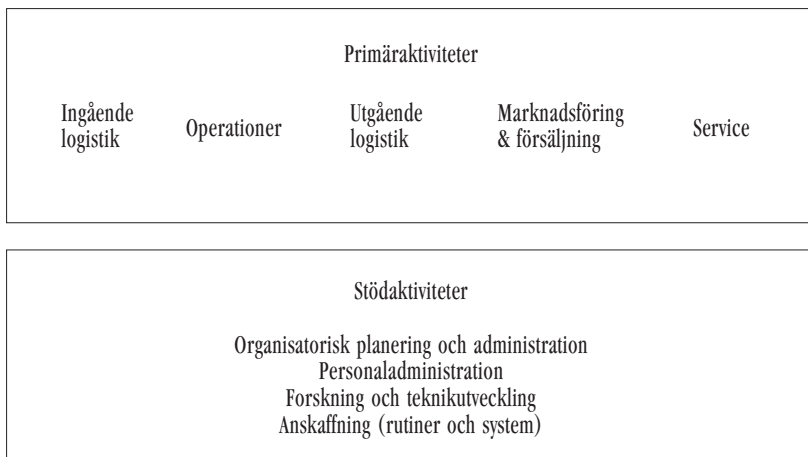 Primäraktiviteter
Ingående
logistik
Operationer
Utgående
logistik
Marknadsföring
& försäljning
Service
Stödaktiviteter
Organisatorisk planering och administration
Personaladministration
Forskning och teknikutveckling
Anskaffning (rutiner och system)